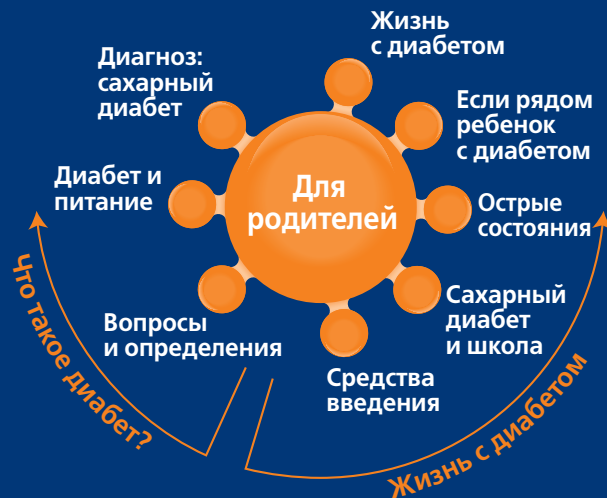 Жизнь
с диабетом
Диагноз:
сахарный
диабет
Если рядом
ребенок
с диабетом
Диабет и
питание
Для
родителей
Острые
состояния
Вопросы
и определения
Сахарный
диабет
и школа
Средства
введения
Что такое диабет?
Жизнь с диабетом